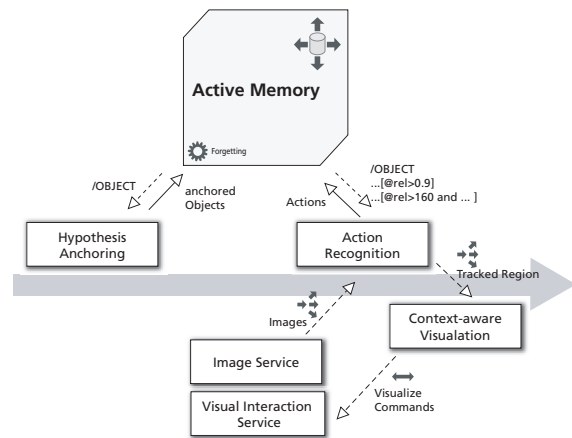 Active Memory
Forgetting
/OBJECT
anchored
Objects
Actions
/OBJECT
...[@rel>0.9]
...[@rel>160 and ... ]
Hypothesis
Anchoring
Action
Recognition
Tracked Region
Images
Context-aware
Visualation
Image Service
Visual Interaction
Service
Visualize
Commands